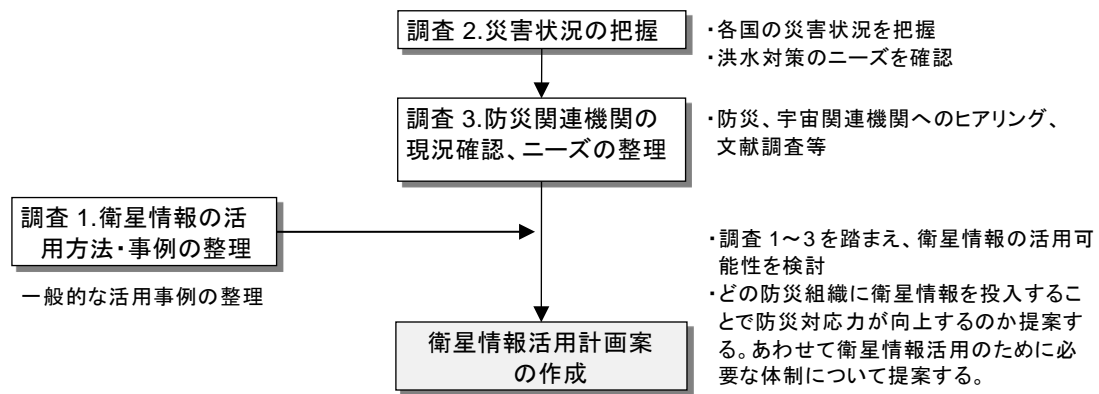 調査 2.災害状況の把握
・各国の災害状況を把握
・洪水対策のニーズを確認
調査 3.防災関連機関の
現況確認、ニーズの整理
・防災、宇宙関連機関へのヒアリング、
文献調査等
調査 1.衛星情報の活
用方法・事例の整理
一般的な活用事例の整理
・調査 1～3 を踏まえ、衛星情報の活用可
能性を検討
・どの防災組織に衛星情報を投入するこ
とで防災対応力が向上するのか提案す
る。あわせて衛星情報活用のために必
要な体制について提案する。
衛星情報活用計画案
の作成